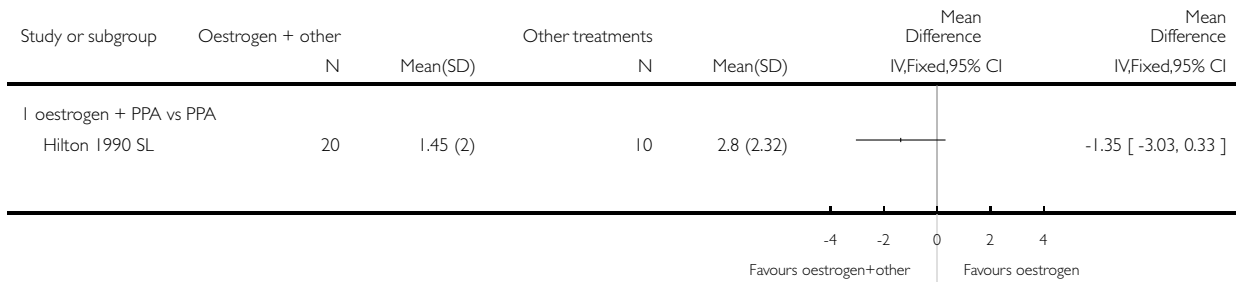 Study or subgroup Oestrogen + other Other treatments Mean Difference Mean Difference
N Mean(SD) N Mean(SD) IV,Fixed,95% CI IV,Fixed,95% CI
1 oestrogen + PPA vs PPA
Hilton 1990 SL 20 1.45 (2) 10 2.8 (2.32) -1.35 [ -3.03, 0.33 ]
-4 -2 0 2 4
Favours oestrogen+other Favours oestrogen